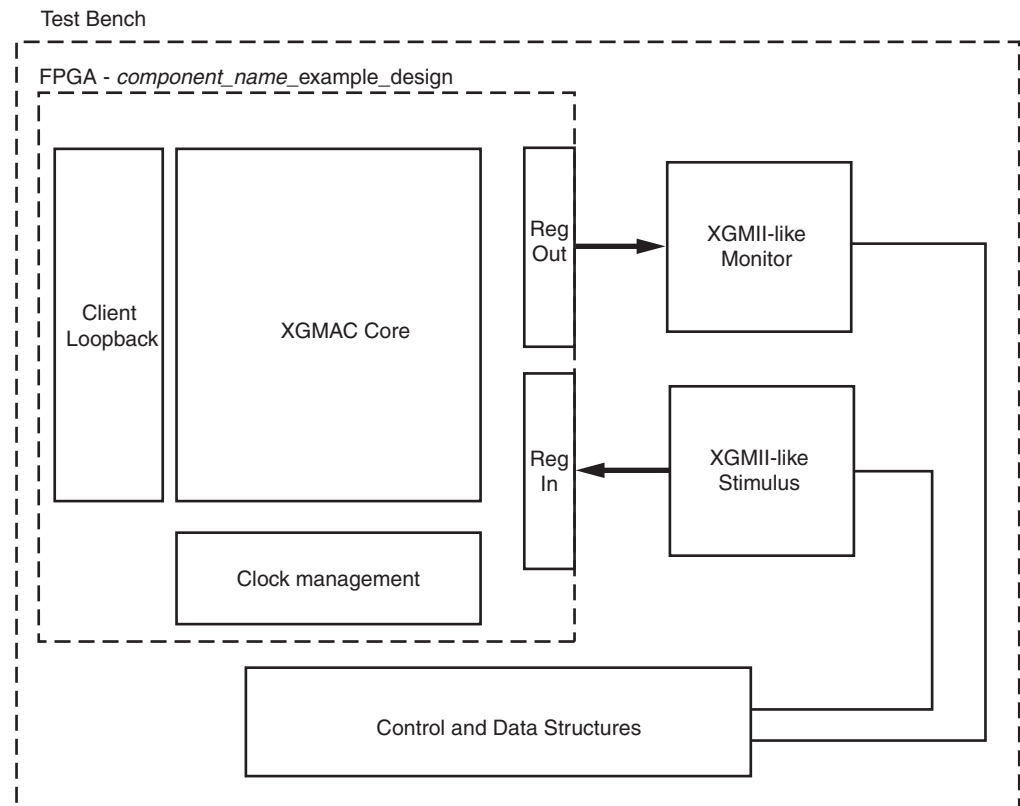 Test Bench
FPGA - component_name_example_design
Client
Loopback
XGMAC Core
Reg
Out
XGMII-like
Monitor
Reg
In
XGMII-like
Stimulus
Clock management
Control and Data Structures